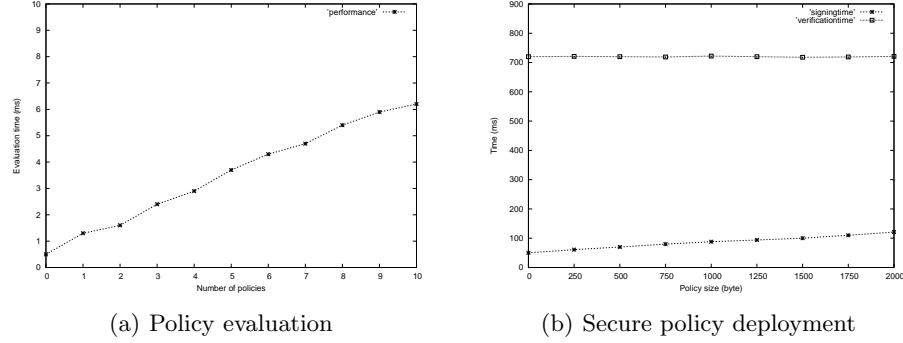 10
9
8
7
6
5
4
3
2
1
0
Evaluation time (ms)
0 1 2 3 4 5 6 7 8 9 10
Number of policies
'performance'
(a) Policy evaluation
900
800
700
600
500
400
300
200
100
0
Time (ms)
0 250 500 750 1000 1250 1500 1750 2000
Policy size (byte)
'signingtime'
'verificationtime'
(b) Secure policy deployment